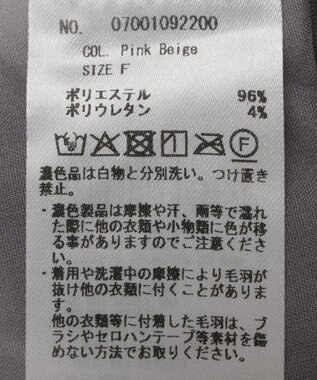 NO. 07001092200
COL. Pink Beige
SIZE F
ポリエステル 96%
ポリウレタン 4%
F
濃色品は白物と分別洗い。つけ置き
禁止。
・濃色製品は摩擦や汗、雨等で濡れ
た際に他の衣類や小物類に色が移
る事がありますのでご注意くださ
い。
・着用や洗濯中の摩擦により毛羽が
抜け他の衣類に付くことがありま
す。
他の衣類等に付着した毛羽は、ブ
ラシやセロハンテープ等素材を傷
めない方法でお取りください。